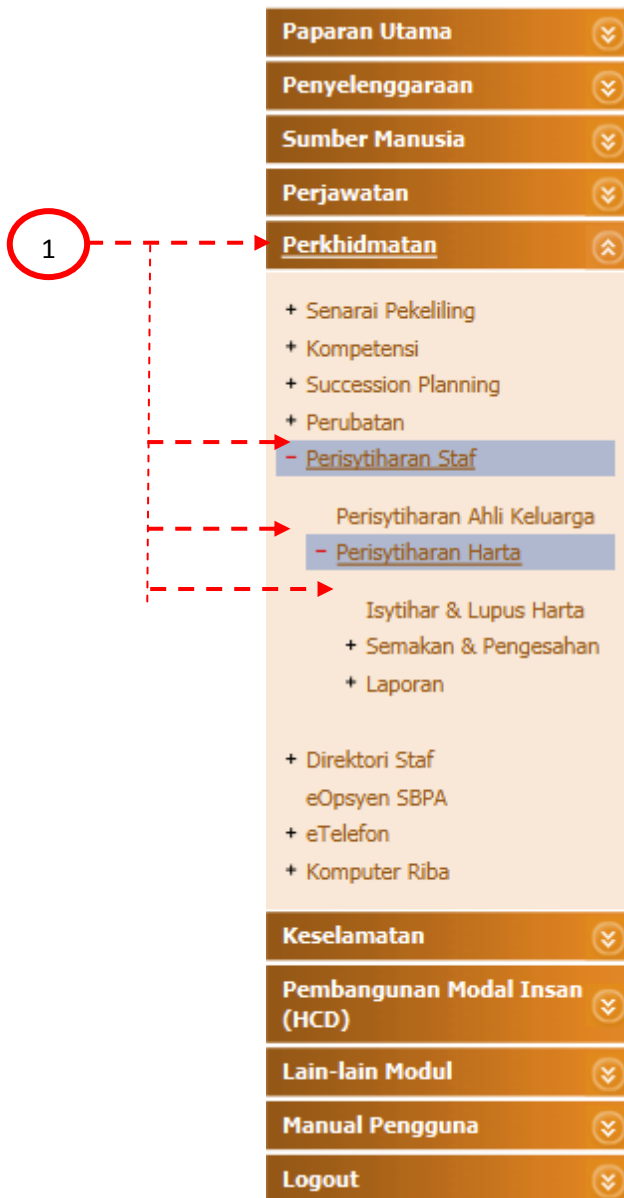 Paparan Utama
Penyelenggaraan
Sumber Manusia
Perjawatan
1
Perkhidmatan
+ Senarai Pekeliling
+ Kompetensi
+ Succession Planning
+ Perubatan
− Perisytiharan Staf
Perisytiharan Ahli Keluarga
− Perisytiharan Harta
Isytihar & Lupus Harta
+ Semakan & Pengesahan
+ Laporan
+ Direktori Staf
eOpsyen SBPA
+ eTelefon
+ Komputer Riba
Keselamatan
Pembangunan Modal Insan
(HCD)
Lain-lain Modul
Manual Pengguna
Logout